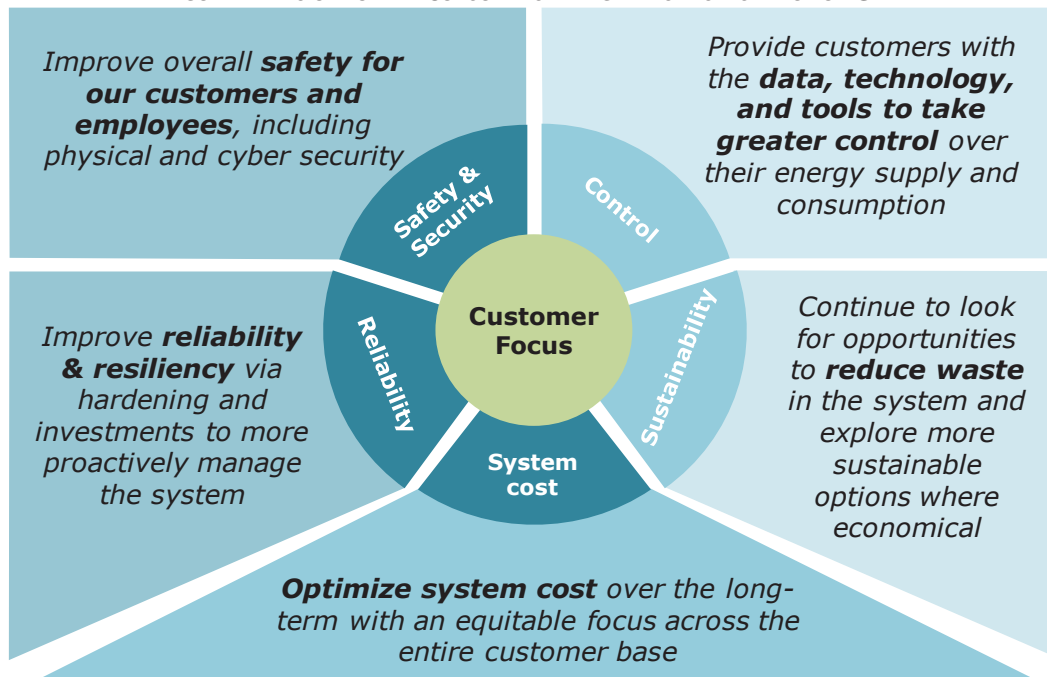 Improve overall safety for
our customers and
employees, including
physical and cyber security
Provide customers with
the data, technology,
and tools to take
greater control over
their energy supply and
consumption
Safety &
Security
Control
Customer
Focus
Reliability
Sustainability
System
cost
Improve reliability
& resiliency via
hardening and
investments to more
proactively manage
the system
Continue to look
for opportunities
to reduce waste
in the system and
explore more
sustainable
options where
economical
Optimize system cost over the long-
term with an equitable focus across the
entire customer base